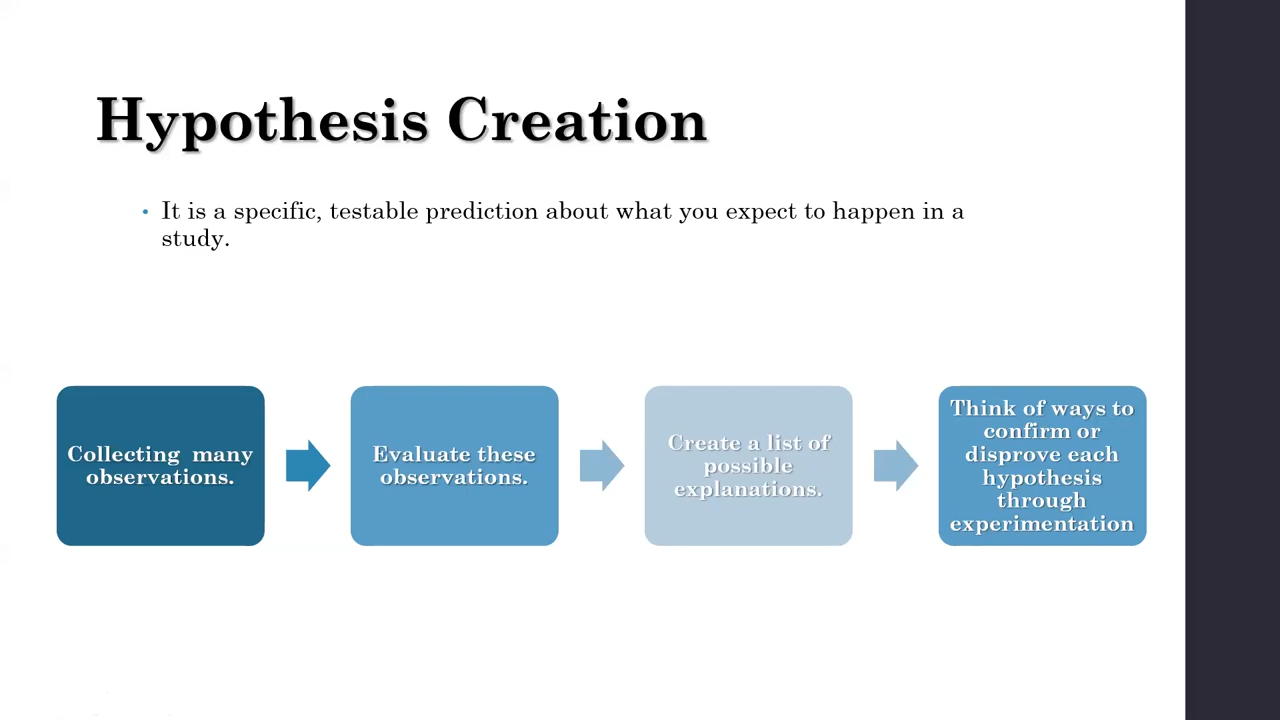 Hypothesis Creation
• It is a specific, testable prediction about what you expect to happen in a
study.
Collecting many
observations.
Evaluate these
observations.
Create a list of
possible
explanations.
Think of ways to
confirm or
disprove each
hypothesis
through
experimentation